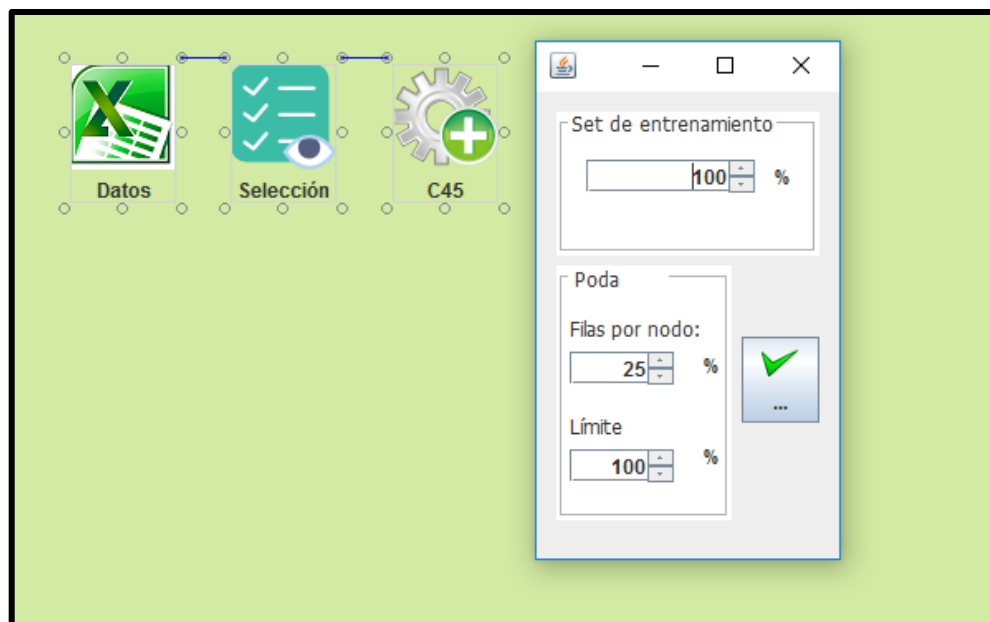 Datos
Selección
C45
Set de entrenamiento
100 %
Poda
Filas por nodo:
25 %
...
Límite
100 %